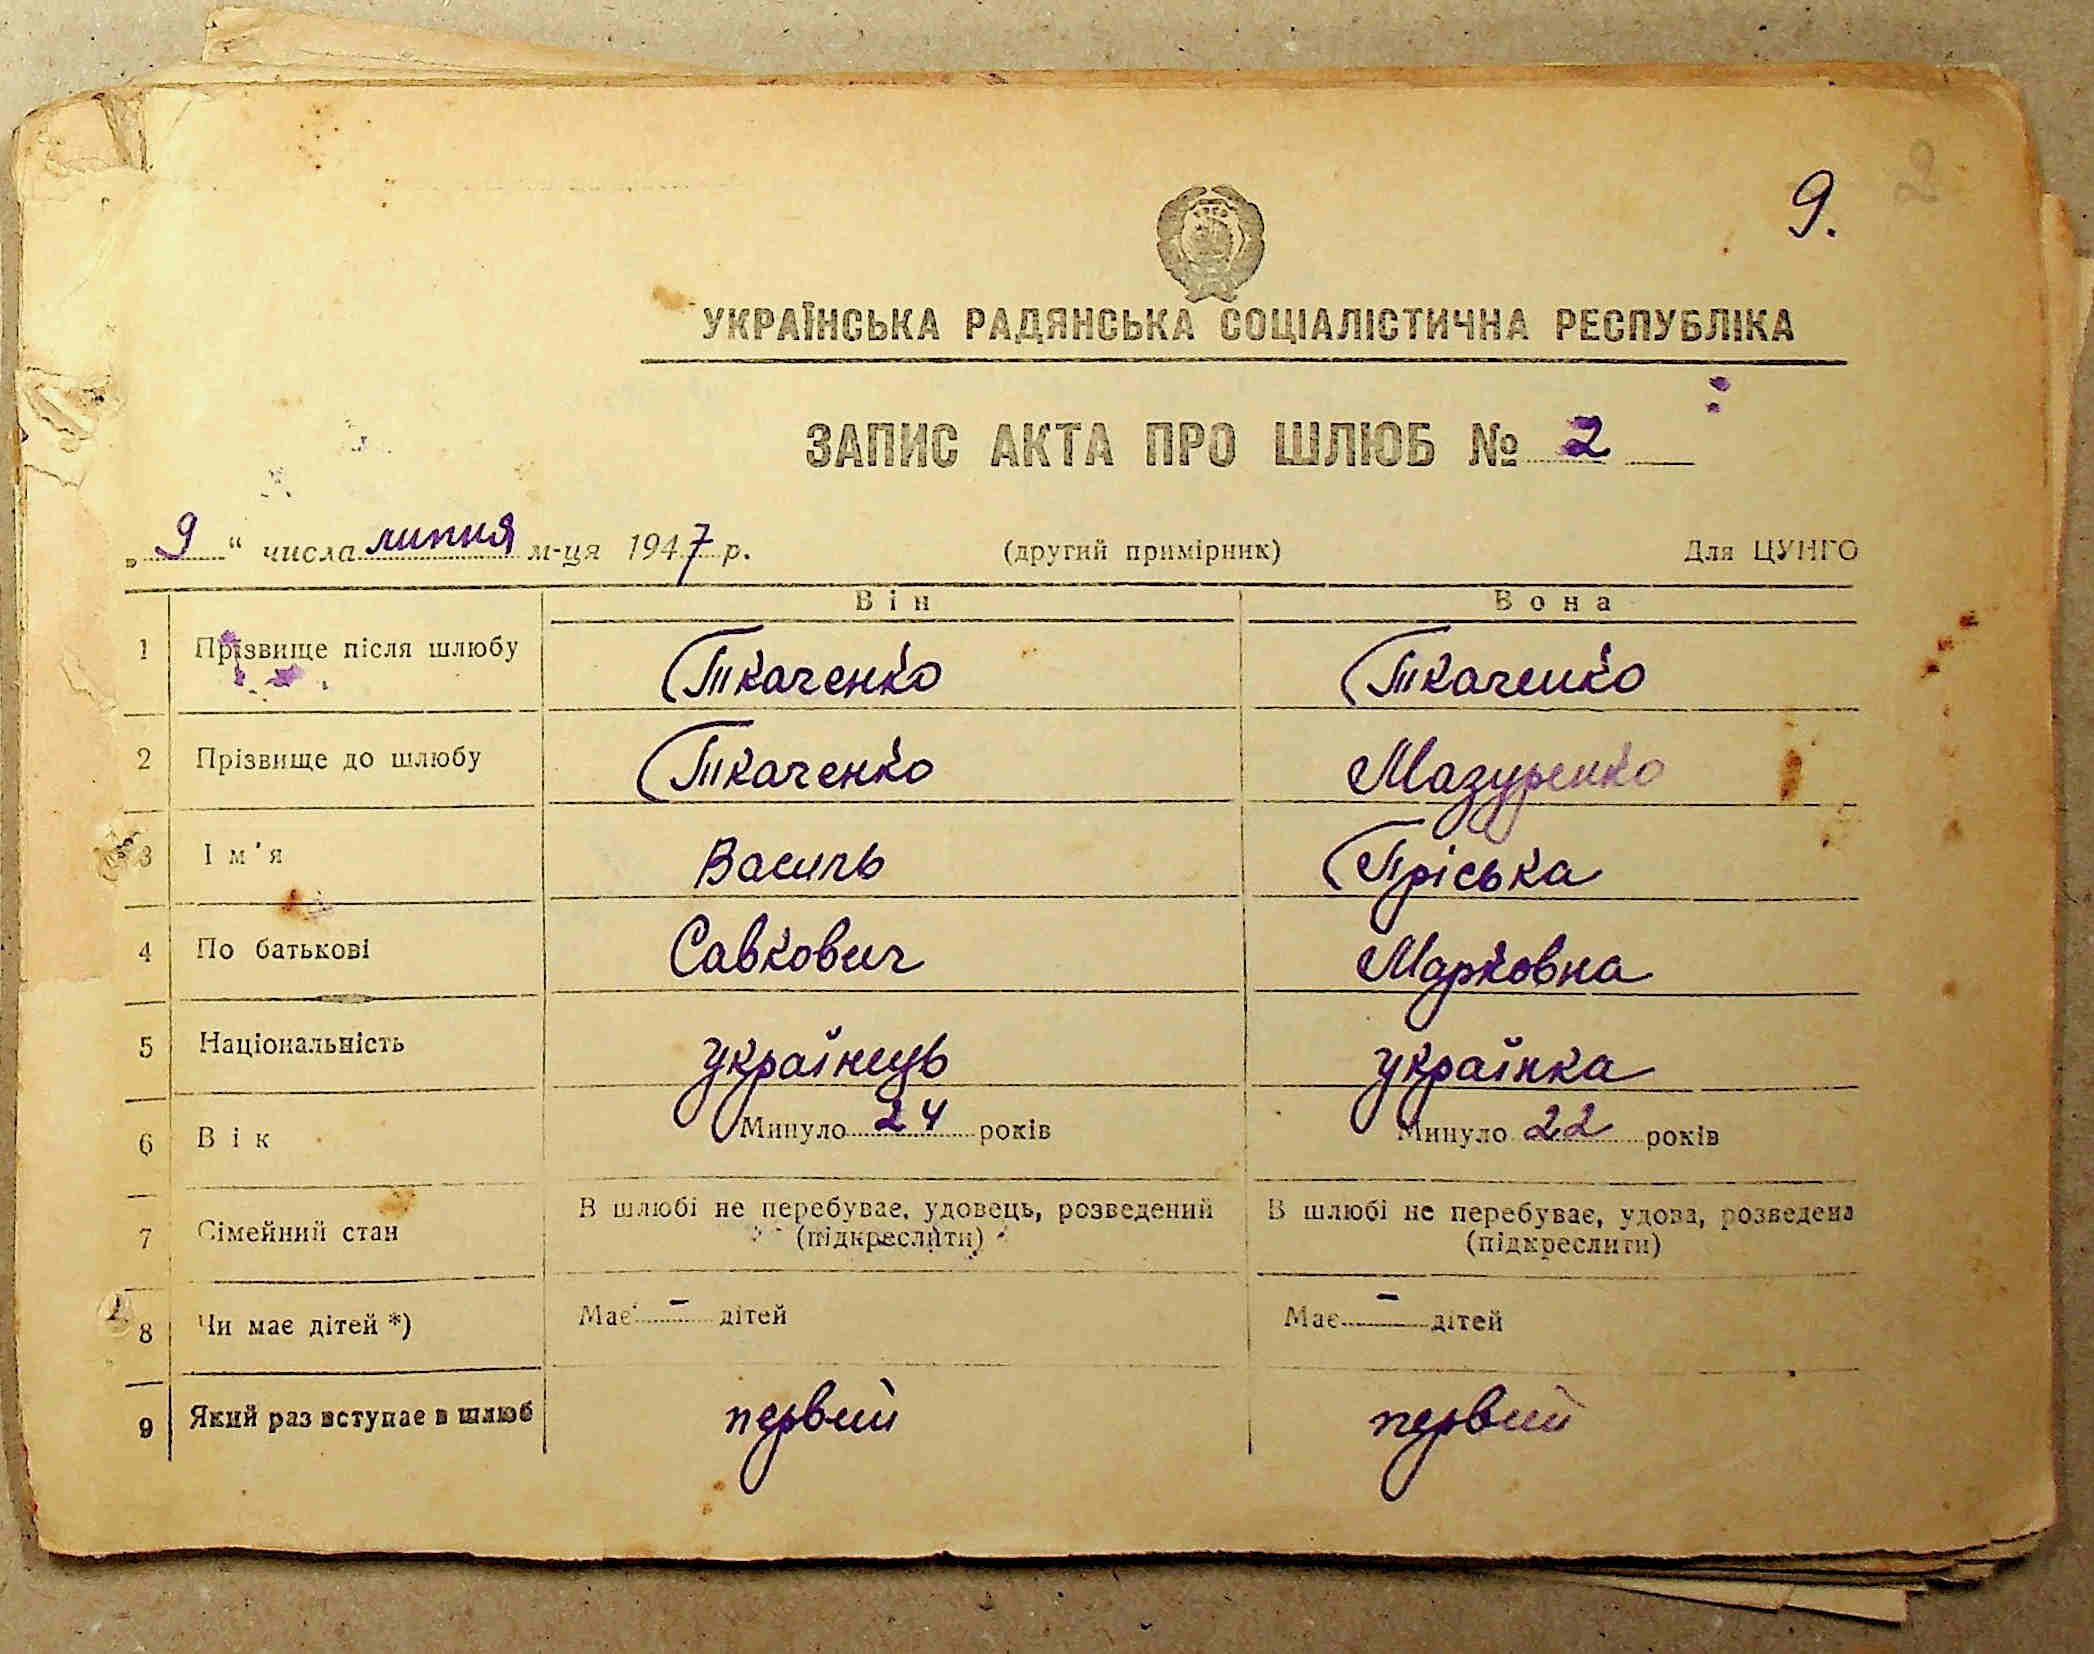 9.
УКРАЇНСЬКА РАДЯНСЬКА СОЦІАЛІСТИЧНА РЕСПУБЛІКА
ЗАПИС АКТА ПРО ШЛЮБ № 2
„9“ числа липня м-ця 1947 р. (другий примірник) Для ЦУНГО
Він Вона
1 Прізвище після шлюбу Ткаченко Ткаченко
2 Прізвище до шлюбу Ткаченко Мазуренко
3 Ім'я Василь Пріська
4 По батькові Савкович Марковна
5 Національність українець українка
6 Вік Минуло 24 років Минуло 22 років
7 Сімейний стан В шлюбі не перебуває, удовець, розведений В шлюбі не перебуває, удова, розведена
(підкреслити) (підкреслити)
8 Чи має дітей *) Має - дітей Має - дітей
9 Який раз вступає в шлюб первий первий